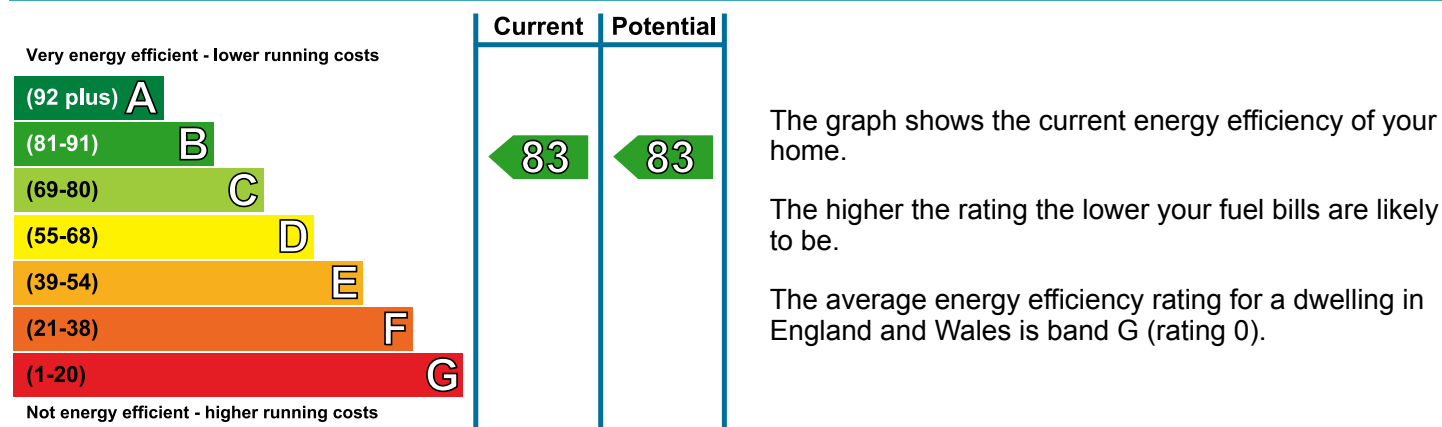 Current Potential
Very energy efficient - lower running costs
(92 plus) A
(81-91) B
83 83
(69-80) C
(55-68) D
(39-54) E
(21-38) F
(1-20) G
Not energy efficient - higher running costs
The graph shows the current energy efficiency of your
home.
The higher the rating the lower your fuel bills are likely
to be.
The average energy efficiency rating for a dwelling in
England and Wales is band G (rating 0).